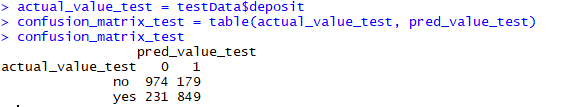 > actual_value_test = testData$deposit
> confusion_matrix_test = table(actual_value_test, pred_value_test)
> confusion_matrix_test
pred_value_test
actual_value_test 0 1
no 974 179
yes 231 849